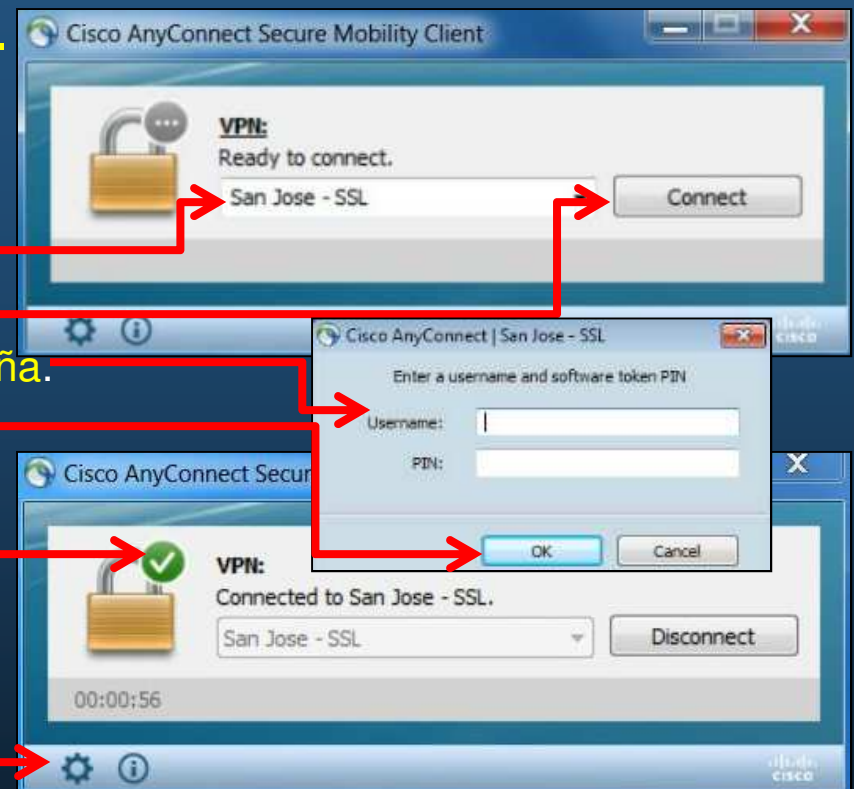 Cisco AnyConnect Secure Mobility Client
VPN:
Ready to connect.
San Jose - SSL
Connect
cisco
Cisco AnyConnect | San Jose - SSL
Enter a username and software token PIN
ña.
Username:
PIN:
OK
Cancel
Cisco AnyConnect Secur
VPN:
Connected to San Jose - SSL.
San Jose - SSL
Disconnect
00:00:56
cisco